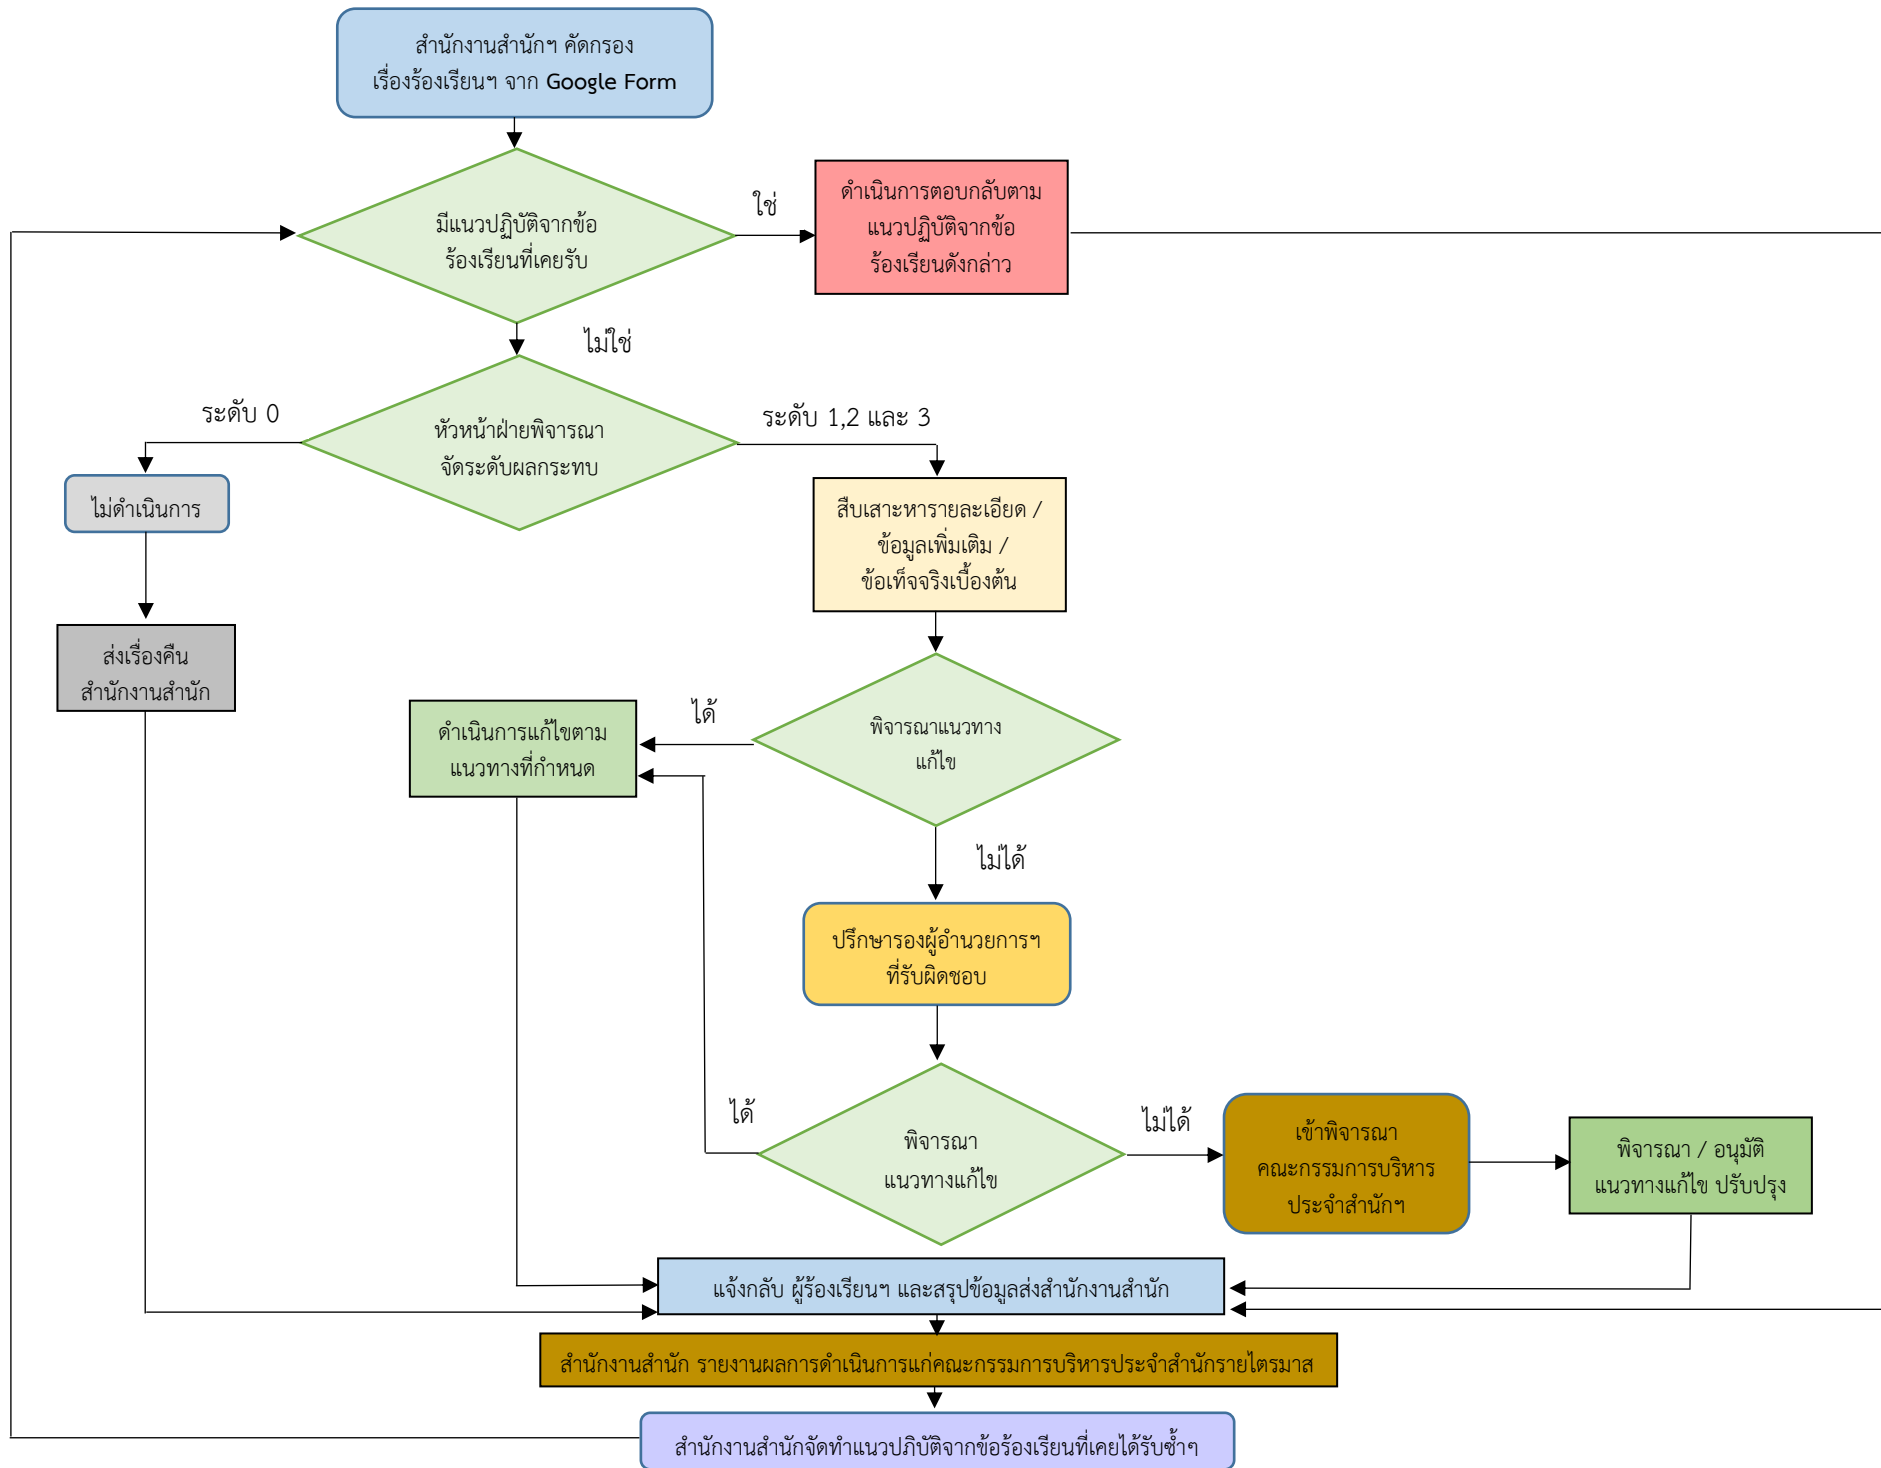 สำนักงานสำนักฯ คัดกรอง
เรื่องร้องเรียนฯ จาก Google Form
มีแนวปฏิบัติจากข้อ
ร้องเรียนที่เคยรับ
ใช่
ดำเนินการตอบกลับตาม
แนวปฏิบัติจากข้อ
ร้องเรียนดังกล่าว
ไม่ใช่
ระดับ 0
หัวหน้าฝ่ายพิจารณา
จัดระดับผลกระทบ
ระดับ 1,2 และ 3
ไม่ดำเนินการ
สืบเสาะหารายละเอียด /
ข้อมูลเพิ่มเติม /
ข้อเท็จจริงเบื้องต้น
ส่งเรื่องคืน
สำนักงานสำนัก
ดำเนินการแก้ไขตาม
แนวทางที่กำหนด
ได้
พิจารณาแนวทาง
แก้ไข
ไม่ได้
ปรึกษารองผู้อำนวยการฯ
ที่รับผิดชอบ
ได้
พิจารณา
แนวทางแก้ไข
ไม่ได้
เข้าพิจารณา
คณะกรรมการบริหาร
ประจำสำนักฯ
พิจารณา / อนุมัติ
แนวทางแก้ไข ปรับปรุง
แจ้งกลับ ผู้ร้องเรียนฯ และสรุปข้อมูลส่งสำนักงานสำนัก
สำนักงานสำนัก รายงานผลการดำเนินการแก่คณะกรรมการบริหารประจำสำนักรายไตรมาส
สำนักงานสำนักจัดทำแนวปภิบัติจากข้อร้องเรียนที่เคยได้รับซ้ำๆ